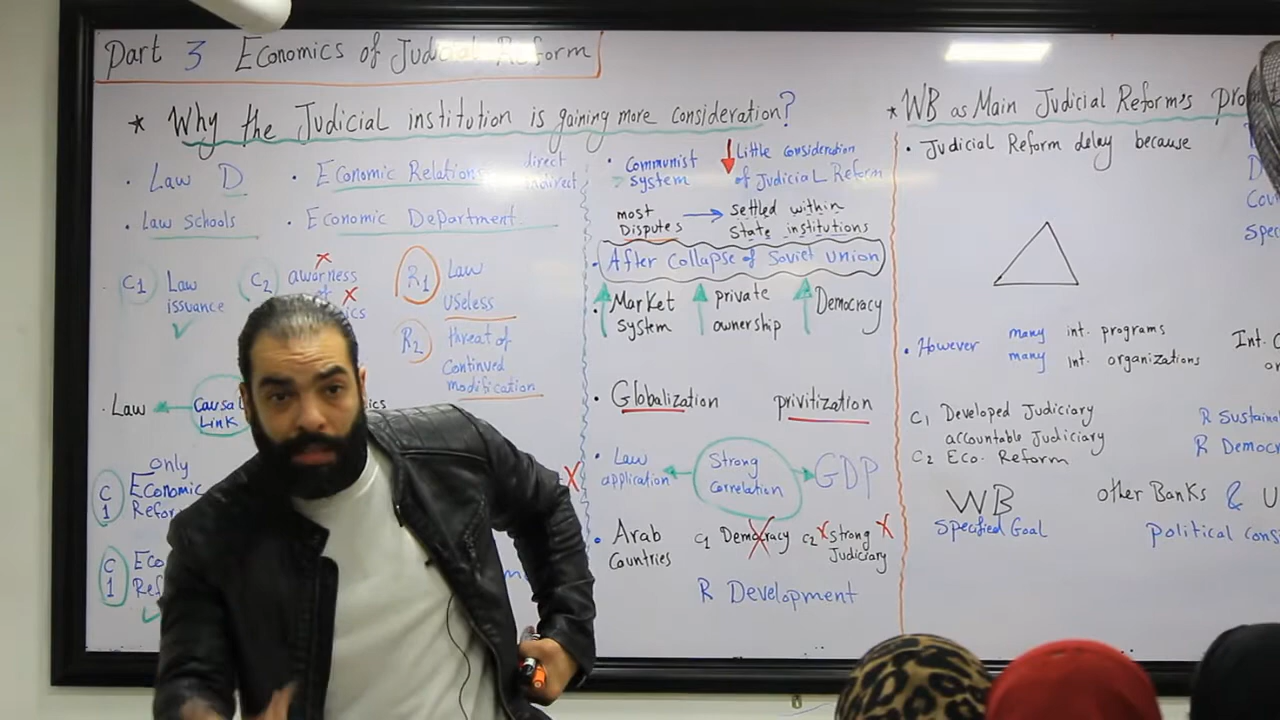 Part 3 Economics of Judicial Reform
* Why the Judicial institution is gaining more consideration?
. Law D . Economic Relations direct
indirect
. Law Schools . Economic Department
C1 Law
issuance
C2 awarness
of
R1 Law
useless
R2 threat of
Continued
modification
. Law Causal
Link
only
C1 Economic
Reform
C1
. Communist
system
Little consideration
of Judicial Reform
most
Disputes
settled within
State institutions
. After Collapse of Soviet Union
. Market
system
private
ownership
Democracy
. Globalization privitization
. Law
application
Strong
Correlation
GDP
. Arab
Countries
C1 Democracy C2 strong
Judiciary
R Development
* WB as Main Judicial Reform's
. Judicial Reform delay because
. However many int. programs
many int. organizations
Int.
C1 Developed Judiciary
accountable Judiciary
C2 Eco. Reform
R
R
WB
Specified Goal
other Banks &
Political